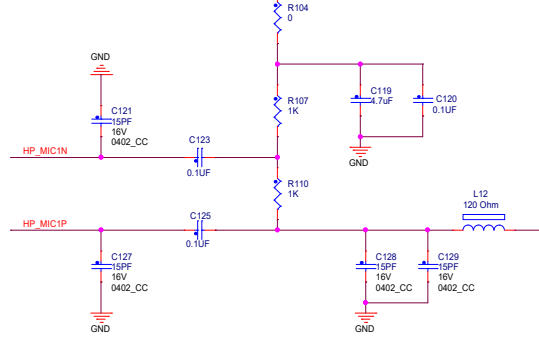 R104
0
GND
C121
15PF
16V
0402_CC
R107
1K
C119
4.7uF
C120
0.1UF
C123
0.1UF
HP_MIC1N
GND
R110
1K
L12
120 Ohm
HP_MIC1P
C125
0.1UF
C127
15PF
16V
0402_CC
C128
15PF
16V
0402_CC
C129
15PF
16V
0402_CC
GND
GND